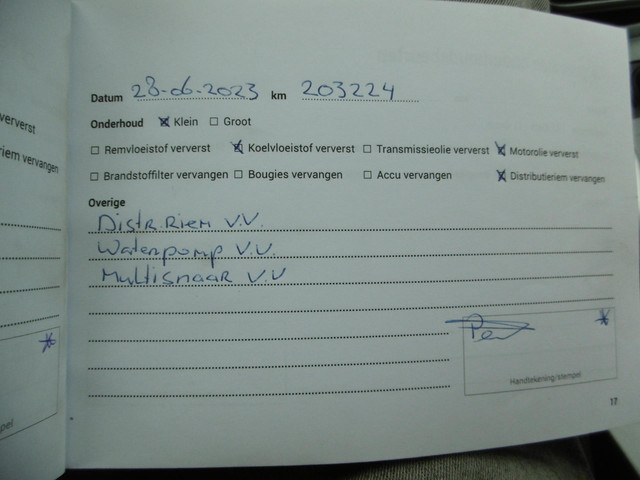 Datum 28-06-2023 km 203224
ververst
Onderhoud Klein Groot
riem vervangen
Remvloeistof ververst Koelvloeistof ververst Transmissieolie ververst Motorolie ververst
Brandstoffilter vervangen Bougies vervangen Accu vervangen Distributieriem vervangen
Overige
Distr. Riem V.V.
Waterpomp V.V.
Multisnaar V.V
Handtekening/stempel
pel
17